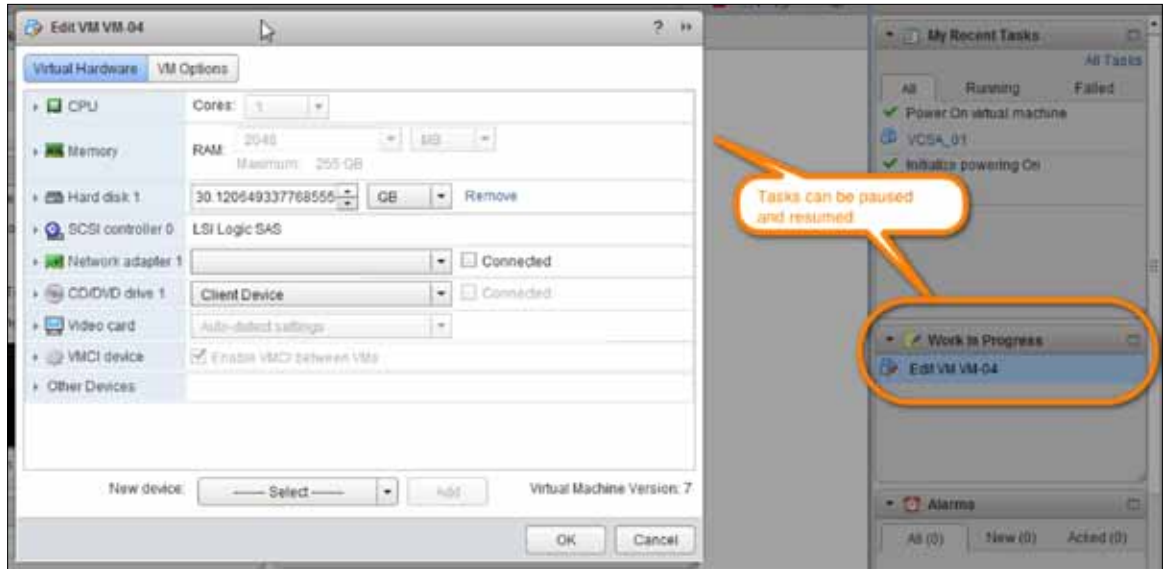 Edit VM VM-04
?
Virtual Hardware VM Options
CPU Cores: 1
Memory RAM: 2048 MB
Maximum: 255 GB
Hard disk 1 30.120649337768555 GB Remove
SCSI controller 0 LSI Logic SAS
Network adapter 1 Connected
CD/DVD drive 1 Client Device Connected
Video card Auto-detect settings
VMCI device Enable VMCI between VMs
Other Devices
New device: ------ Select ------ Add Virtual Machine Version: 7
OK Cancel
My Recent Tasks
All Tasks
All Running Failed
Power On virtual machine
VCSA_01
Initialize powering On
Tasks can be paused
and resumed
Work In Progress
Edit VM VM-04
Alarms
All (0) New (0) Acked (0)